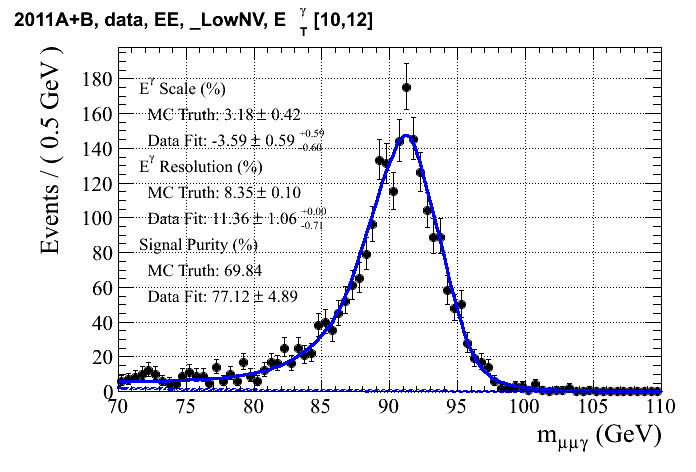 2011A+B, data, EE, _LowNV, E γ T [10,12]
Events / ( 0.5 GeV )
180
160
140
120
100
80
60
40
20
0
Eγ Scale (%)
MC Truth: 3.18 ± 0.42
Data Fit: -3.59 ± 0.59 +0.59 -0.60
Eγ Resolution (%)
MC Truth: 8.35 ± 0.10
Data Fit: 11.36 ± 1.06 +0.00 -0.71
Signal Purity (%)
MC Truth: 69.84
Data Fit: 77.12 ± 4.89
70 75 80 85 90 95 100 105 110
mμμγ (GeV)